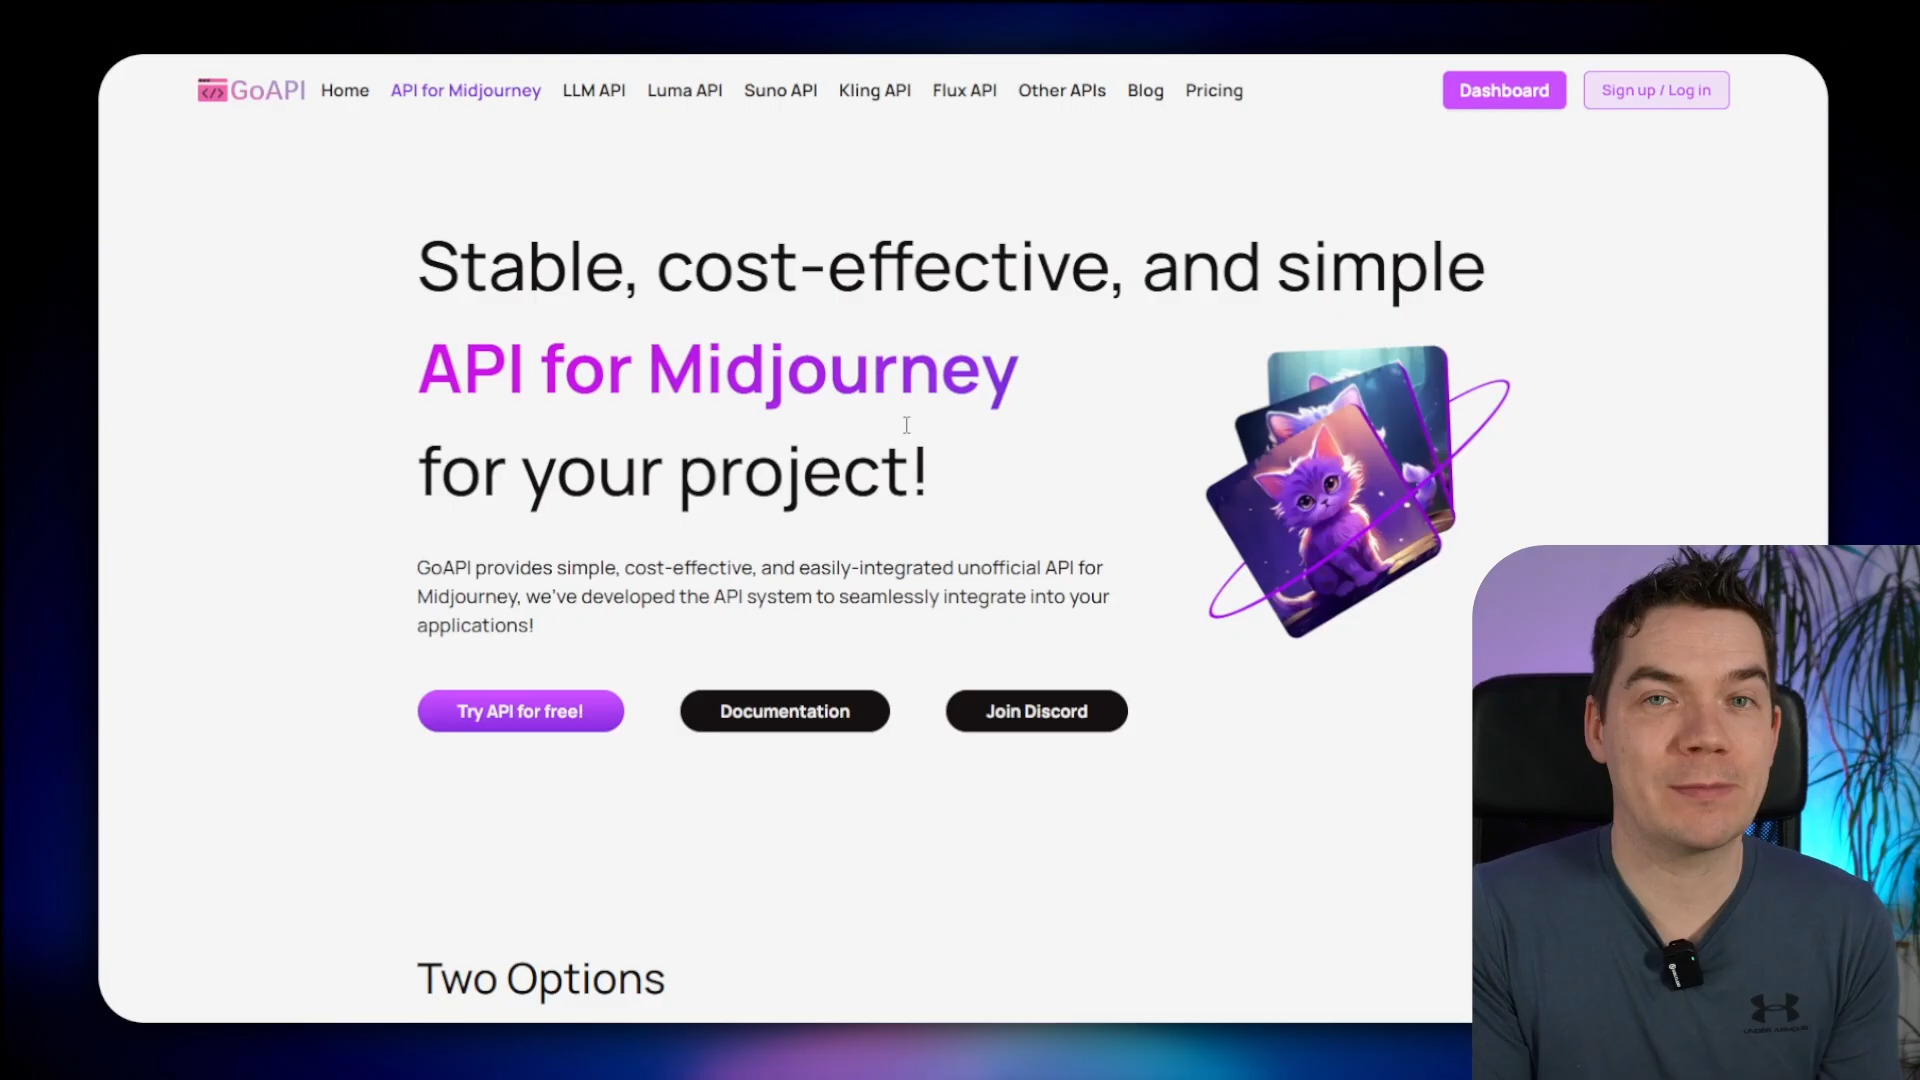 </> GoAPI Home API for Midjourney LLM API Luma API Suno API Kling API Flux API Other APIs Blog Pricing Dashboard Sign up / Log in
Stable, cost-effective, and simple
API for Midjourney
for your project!
GoAPI provides simple, cost-effective, and easily-integrated unofficial API for
Midjourney, we've developed the API system to seamlessly integrate into your
applications!
Try API for free! Documentation Join Discord
Two Options
UNDER ARMOUR